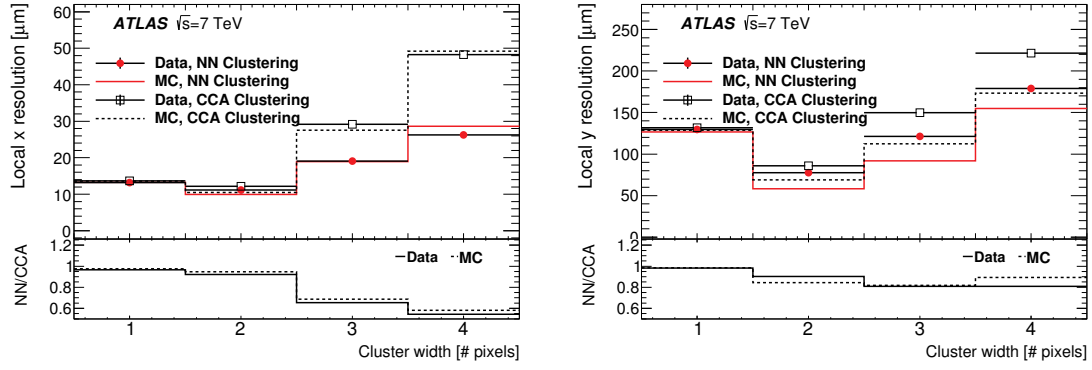 ATLAS √s=7 TeV
Data, NN Clustering
MC, NN Clustering
Data, CCA Clustering
MC, CCA Clustering
Local x resolution [μm]
60
50
40
30
20
10
0
NN/CCA
1.2
1
0.8
0.6
Data MC
1 2 3 4
Cluster width [# pixels]
ATLAS √s=7 TeV
Data, NN Clustering
MC, NN Clustering
Data, CCA Clustering
MC, CCA Clustering
Local y resolution [μm]
250
200
150
100
50
0
NN/CCA
1.2
1
0.8
0.6
Data MC
1 2 3 4
Cluster width [# pixels]